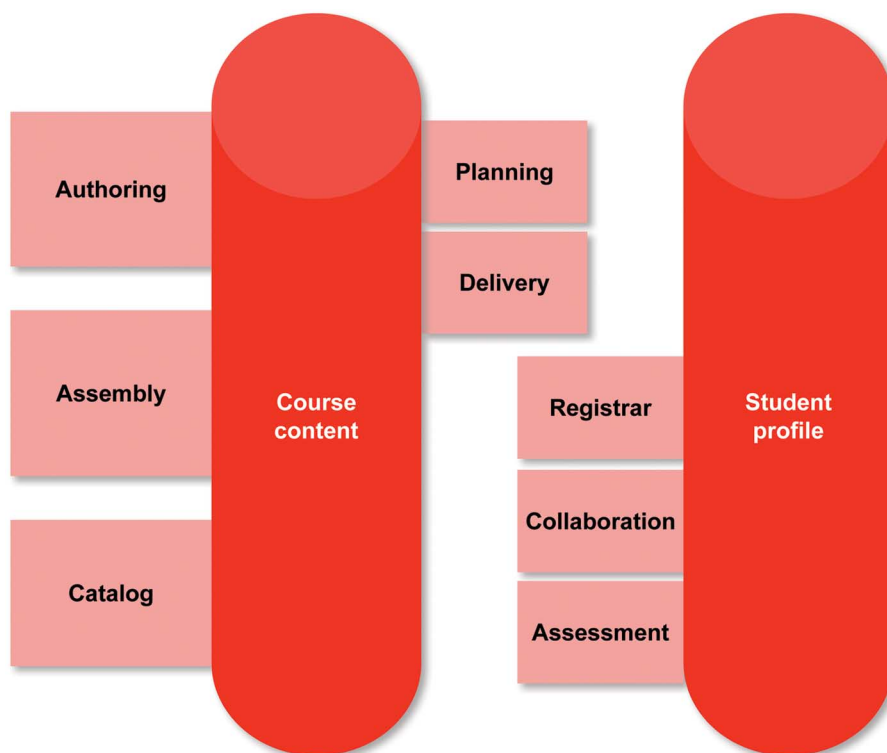 Authoring
Assembly
Catalog
Course
content
Planning
Delivery
Registrar
Collaboration
Assessment
Student
profile